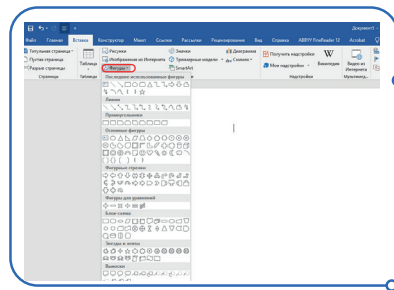 Документ1
Файл Главная Вставка Конструктор Макет Ссылки Рассылки Рецензирование Вид Справка ABBYY FineReader 12 Acrobat
Титульная страница
Пустая страница
Разрыв страницы
Страницы
Таблица
Таблицы
Рисунки
Изображения из Интернета
Фигуры
Значки
Трехмерные модели
SmartArt
Диаграмма
Снимок
Получить надстройки
Мои надстройки
Википедия
Надстройки
Видео из Интернета
Мультимед...
Последние использованные фигуры
Линии
Прямоугольники
Основные фигуры
Фигурные стрелки
Фигуры для уравнений
Блок-схема
Звезды и ленты
Выноски